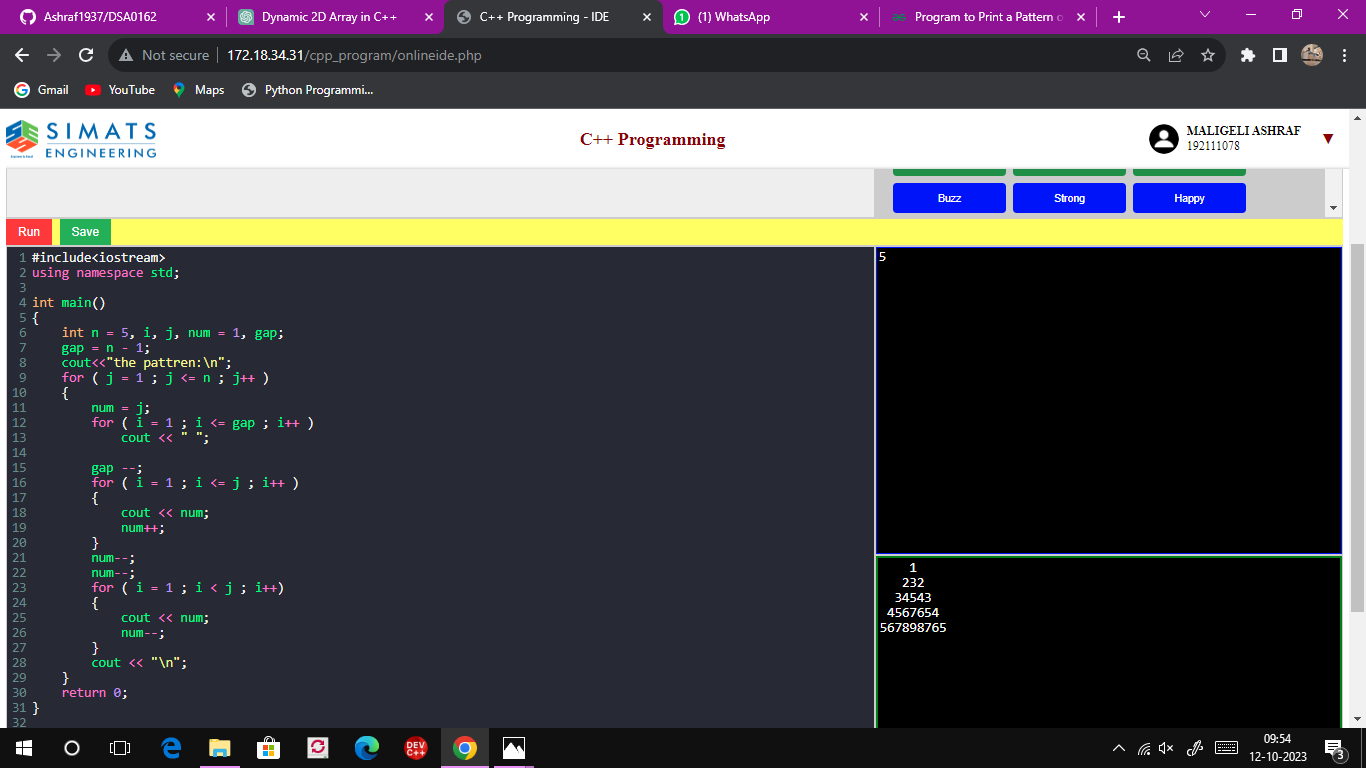 Ashraf1937/DSA0162
Dynamic 2D Array in C++
C++ Programming - IDE
(1) WhatsApp
Program to Print a Pattern o
Not secure | 172.18.34.31/cpp_program/onlineide.php
Gmail
YouTube
Maps
Python Programmi...
SIMATS
ENGINEERING
C++ Programming
MALIGELI ASHRAF
192111078
Buzz
Strong
Happy
Run
Save
1 #include<iostream>
2 using namespace std;
3
4 int main()
5 {
6     int n = 5, i, j, num = 1, gap;
7     gap = n - 1;
8     cout<<"the pattren:\n";
9     for ( j = 1 ; j <= n ; j++ )
10     {
11         num = j;
12         for ( i = 1 ; i <= gap ; i++ )
13             cout << " ";
14
15         gap --;
16         for ( i = 1 ; i <= j ; i++ )
17         {
18             cout << num;
19             num++;
20         }
21         num--;
22         num--;
23         for ( i = 1 ; i < j ; i++)
24         {
25             cout << num;
26             num--;
27         }
28         cout << "\n";
29     }
30     return 0;
31 }
32
5
    1
   232
  34543
 4567654
567898765
DEV
C++
09:54
12-10-2023
3